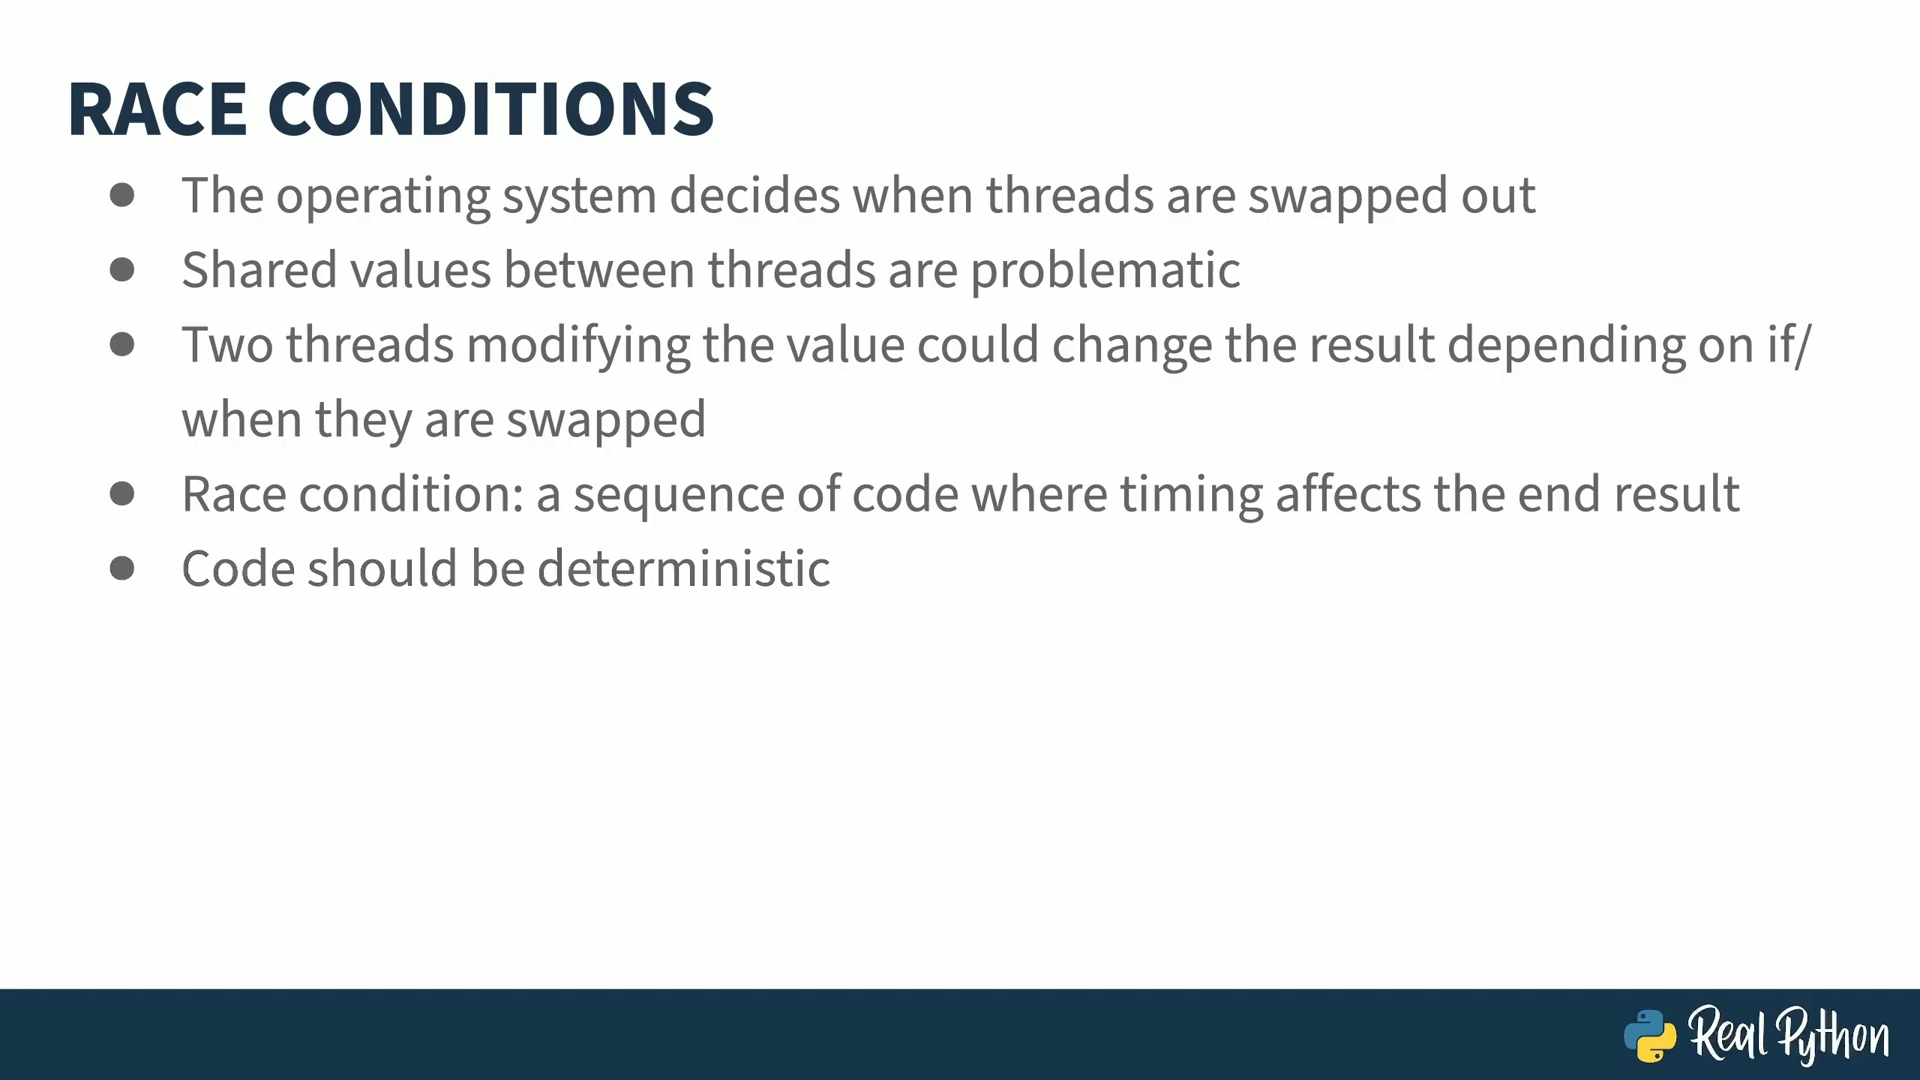 RACE CONDITIONS
● The operating system decides when threads are swapped out
● Shared values between threads are problematic
● Two threads modifying the value could change the result depending on if/
when they are swapped
● Race condition: a sequence of code where timing affects the end result
● Code should be deterministic
Real Python